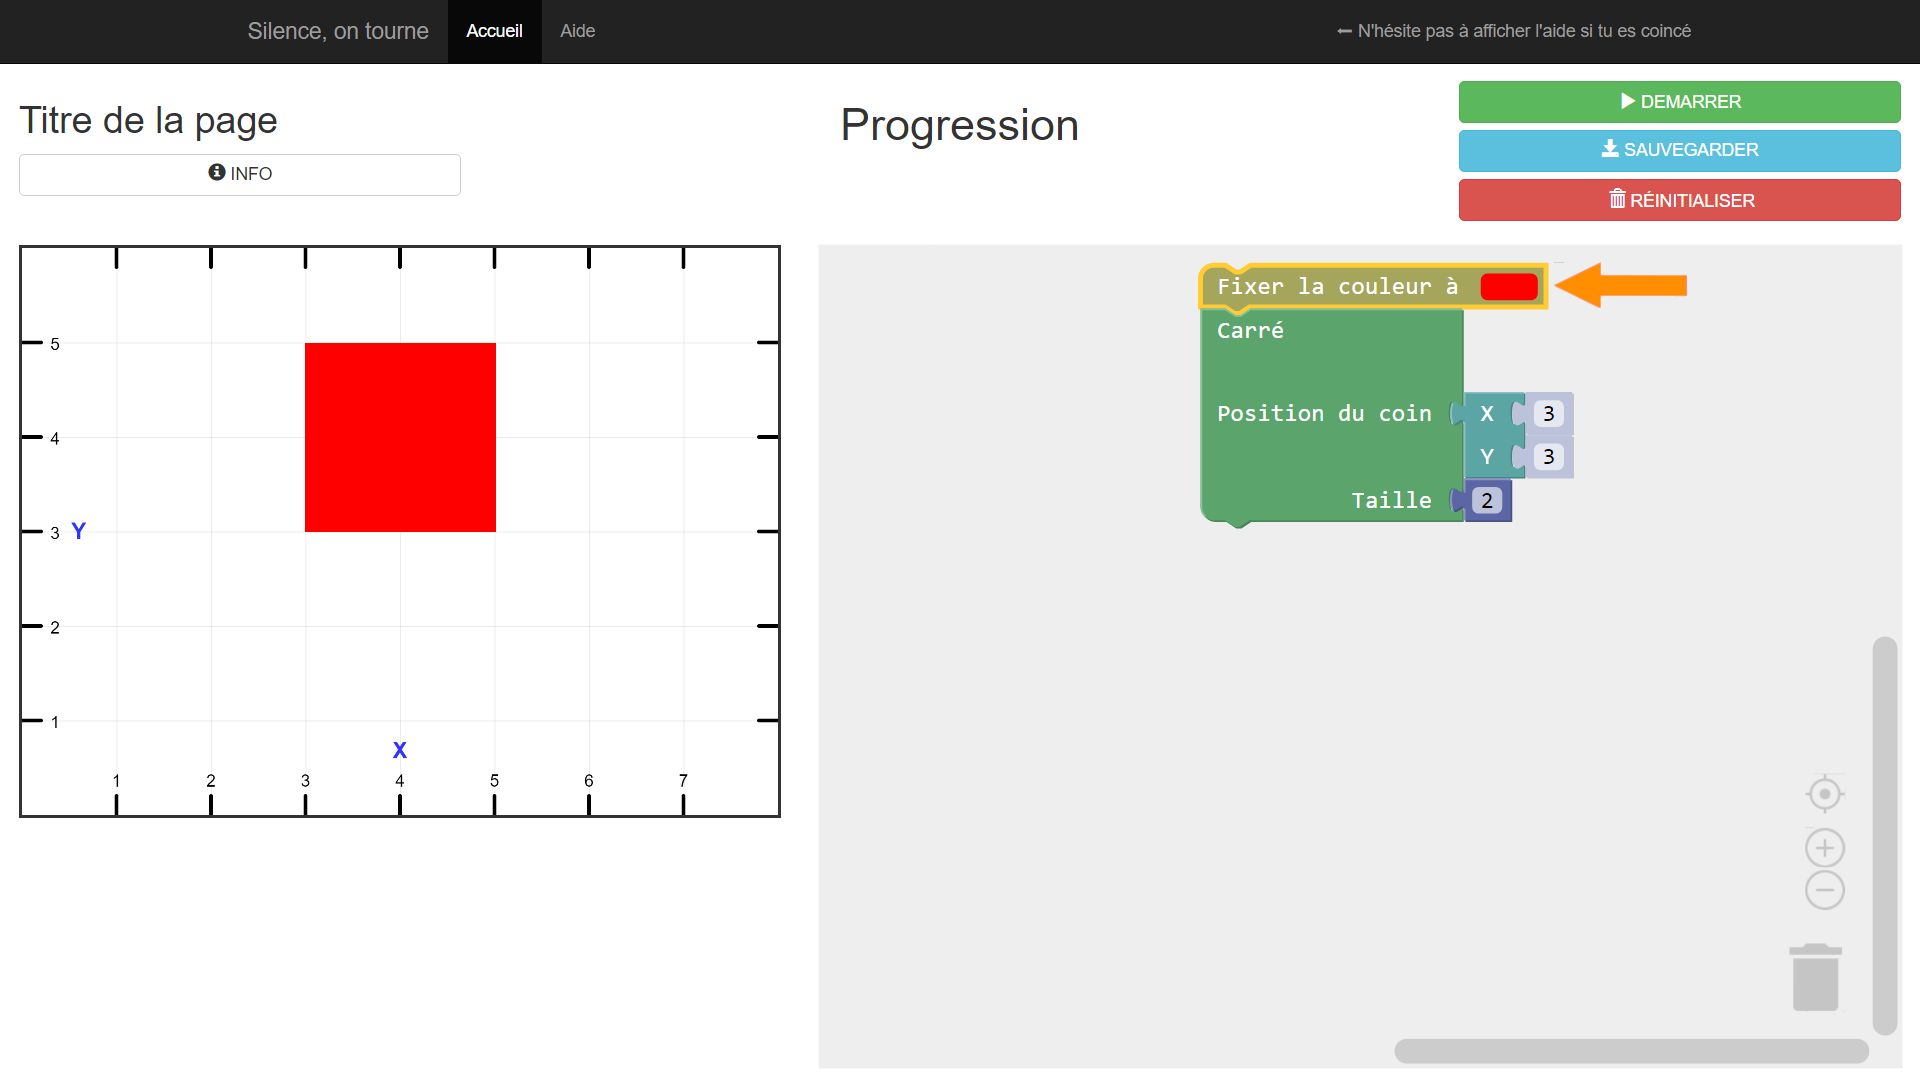 Silence, on tourne
Accueil
Aide
N'hésite pas à afficher l'aide si tu es coincé
Titre de la page
INFO
Progression
DEMARRER
SAUVEGARDER
RÉINITIALISER
5
4
3 Y
2
1
X
1 2 3 4 5 6 7
Fixer la couleur à
Carré
Position du coin X 3
Y 3
Taille 2